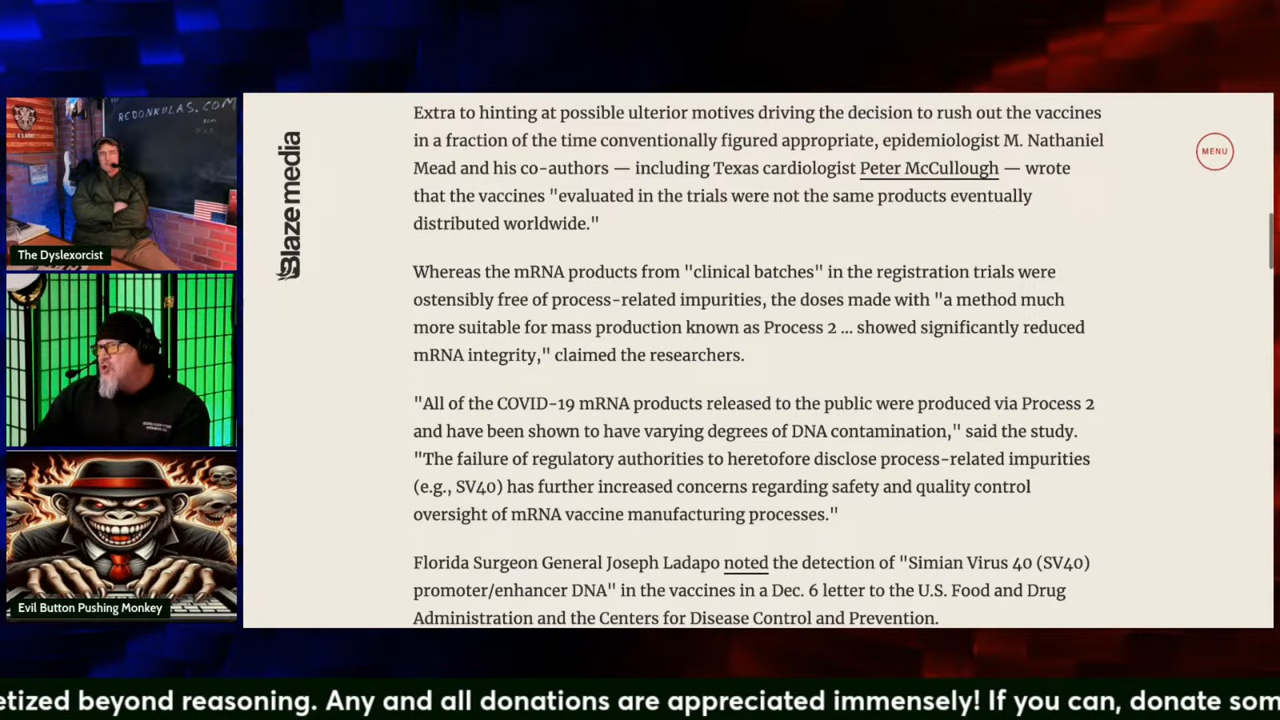 REDONKULAS.COM
The Dyslexorcist
Evil Button Pushing Monkey
Blaze media
MENU
Extra to hinting at possible ulterior motives driving the decision to rush out the vaccines
in a fraction of the time conventionally figured appropriate, epidemiologist M. Nathaniel
Mead and his co-authors — including Texas cardiologist Peter McCullough — wrote
that the vaccines "evaluated in the trials were not the same products eventually
distributed worldwide."
Whereas the mRNA products from "clinical batches" in the registration trials were
ostensibly free of process-related impurities, the doses made with "a method much
more suitable for mass production known as Process 2 ... showed significantly reduced
mRNA integrity," claimed the researchers.
"All of the COVID-19 mRNA products released to the public were produced via Process 2
and have been shown to have varying degrees of DNA contamination," said the study.
"The failure of regulatory authorities to heretofore disclose process-related impurities
(e.g., SV40) has further increased concerns regarding safety and quality control
oversight of mRNA vaccine manufacturing processes."
Florida Surgeon General Joseph Ladapo noted the detection of "Simian Virus 40 (SV40)
promoter/enhancer DNA" in the vaccines in a Dec. 6 letter to the U.S. Food and Drug
Administration and the Centers for Disease Control and Prevention.
etized beyond reasoning. Any and all donations are appreciated immensely! If you can, donate som